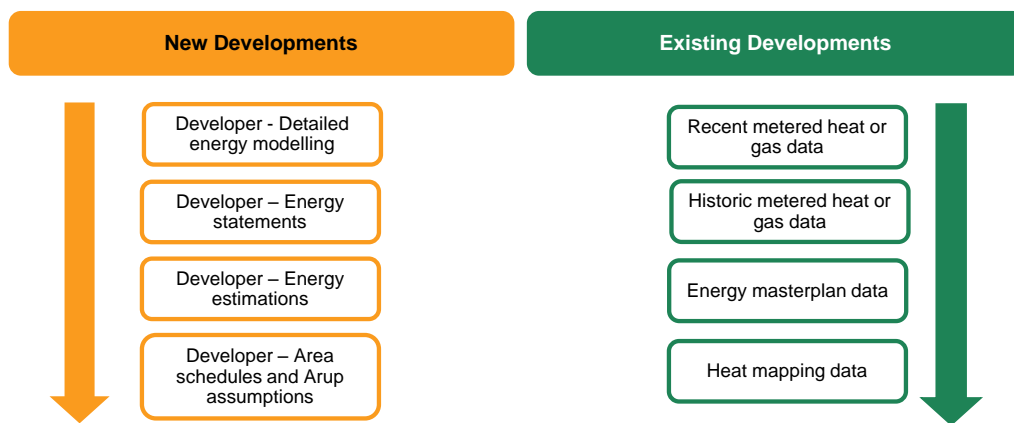 New Developments
Existing Developments
Developer - Detailed
energy modelling
Developer – Energy
statements
Developer – Energy
estimations
Developer – Area
schedules and Arup
assumptions
Recent metered heat or
gas data
Historic metered heat or
gas data
Energy masterplan data
Heat mapping data